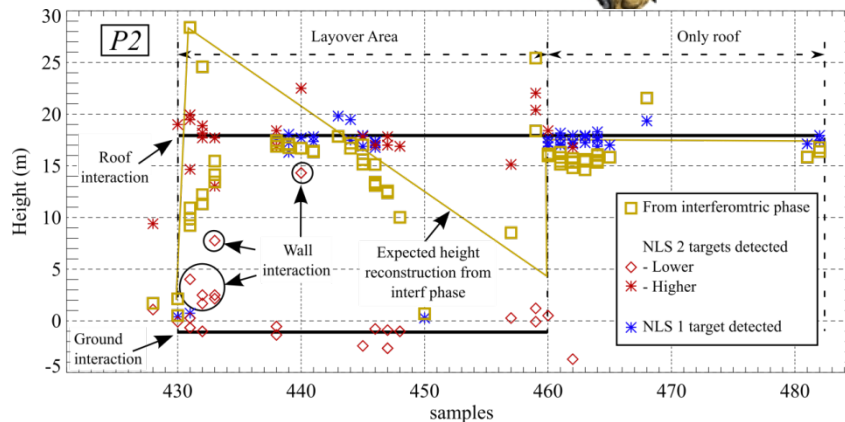 P2
Layover Area
Only roof
30
25
20
15
10
5
0
-5
Height (m)
Roof
interaction
Wall
interaction
Ground
interaction
Expected height
reconstruction from
interf phase
From interferomtric phase
NLS 2 targets detected
- Lower
- Higher
NLS 1 target detected
430 440 450 460 470 480
samples